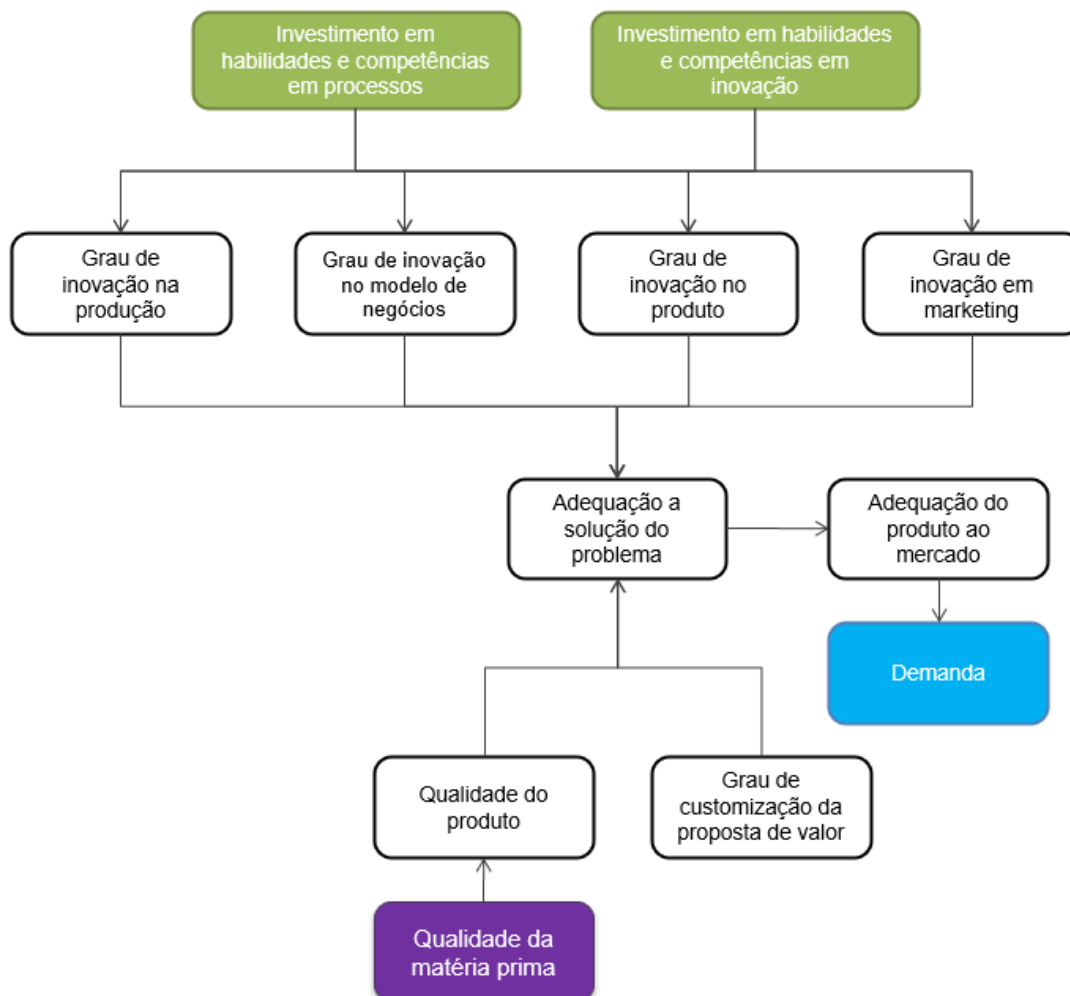 Investimento em
habilidades e competências
em processos
Investimento em habilidades
e competências em
inovação
Grau de
inovação na
produção
Grau de inovação
no modelo de
negócios
Grau de
inovação no
produto
Grau de
inovação em
marketing
Adequação a
solução do
problema
Adequação do
produto ao
mercado
Demanda
Qualidade do
produto
Grau de
customização da
proposta de valor
Qualidade da
matéria prima